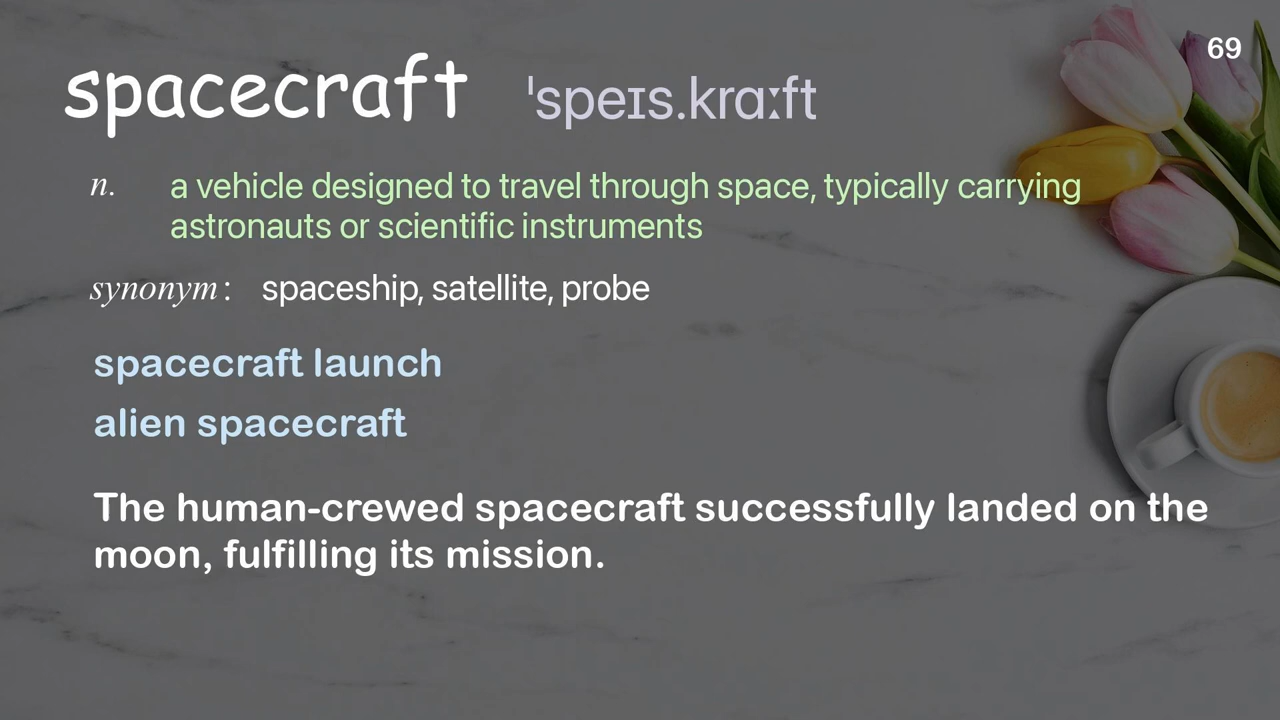 69
spacecraft ˈspeɪs.krɑːft
n. a vehicle designed to travel through space, typically carrying
astronauts or scientific instruments
synonym: spaceship, satellite, probe
spacecraft launch
alien spacecraft
The human-crewed spacecraft successfully landed on the
moon, fulfilling its mission.